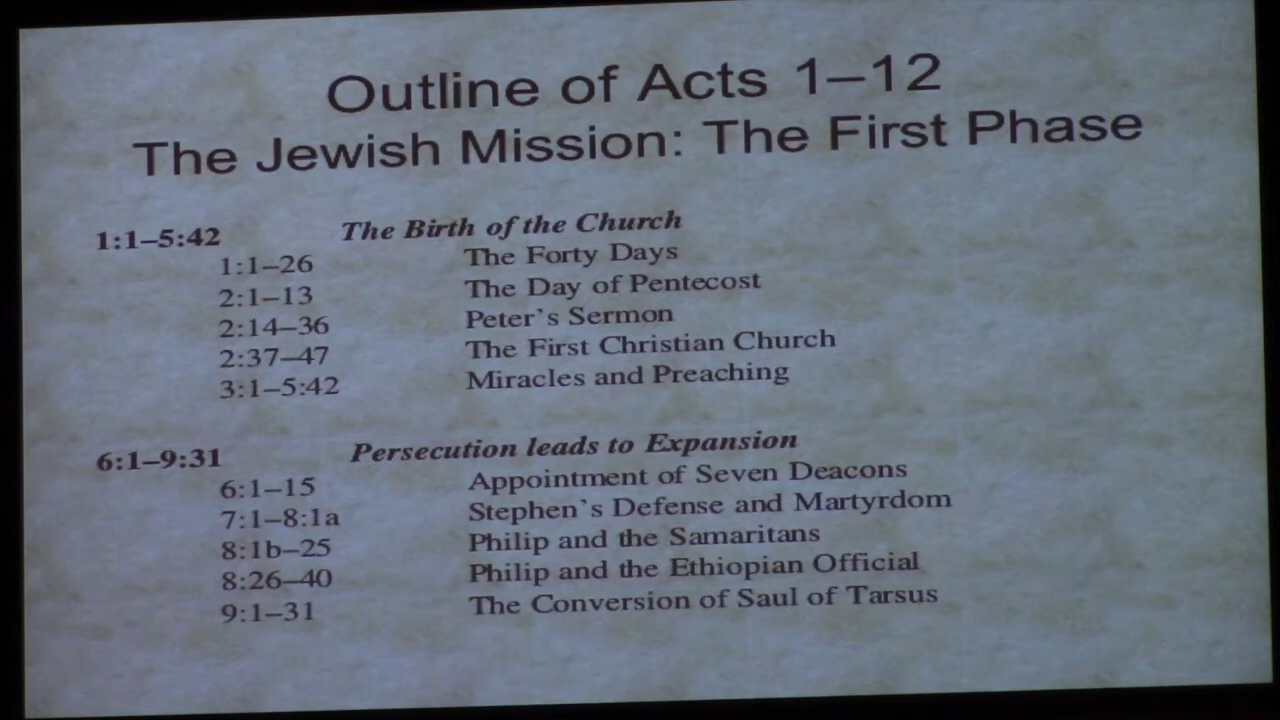 Outline of Acts 1–12
The Jewish Mission: The First Phase
1:1–5:42 The Birth of the Church
1:1–26 The Forty Days
2:1–13 The Day of Pentecost
2:14–36 Peter's Sermon
2:37–47 The First Christian Church
3:1–5:42 Miracles and Preaching
6:1–9:31 Persecution leads to Expansion
6:1–15 Appointment of Seven Deacons
7:1–8:1a Stephen's Defense and Martyrdom
8:1b–25 Philip and the Samaritans
8:26–40 Philip and the Ethiopian Official
9:1–31 The Conversion of Saul of Tarsus